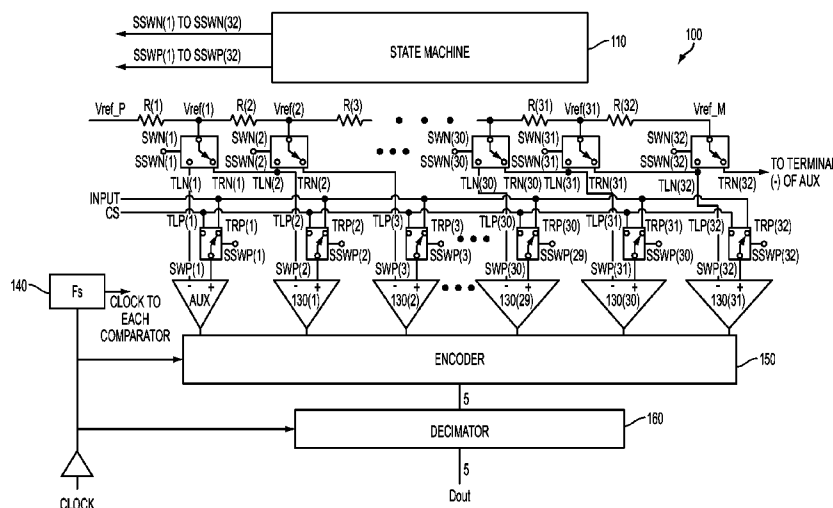 SSWN(1) TO SSWN(32)
SSWP(1) TO SSWP(32)
STATE MACHINE
110
100
Vref_P R(1) Vref(1) R(2) Vref(2) R(3) R(31) Vref(31) R(32) Vref_M
SWN(1) SWN(2) SWN(30) SWN(31) SWN(32)
SSWN(1) SSWN(2) SSWN(30) SSWN(31) SSWN(32)
TO TERMINAL
(-) OF AUX
TLN(1) TRN(1) TLN(2) TRN(2) TLN(30) TRN(30) TLN(31) TRN(31) TLN(32) TRN(32)
INPUT
CS
TLP(1) TRP(1) TLP(2) TRP(2) TLP(3) TRP(3) TLP(30) TRP(30) TLP(31) TRP(31) TLP(32) TRP(32)
SSWP(1) SSWP(2) SSWP(3) SSWP(29) SSWP(30) SSWP(32)
SWP(1) SWP(2) SWP(3) SWP(30) SWP(31) SWP(32)
140
Fs
CLOCK TO
EACH
COMPARATOR
- + - + - + - + - + - +
AUX 130(1) 130(2) 130(29) 130(30) 130(31)
ENCODER
150
5
DECIMATOR
160
5
CLOCK
Dout